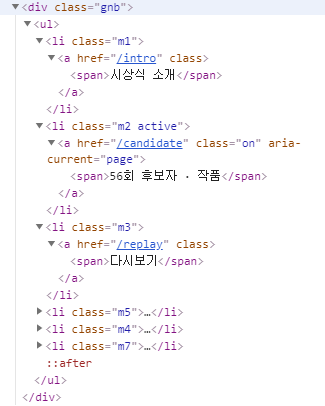 ▼<div class="gnb">
▼<ul>
▼<li class="m1">
▼<a href="/intro" class>
<span>시상식 소개</span>
</a>
</li>
▼<li class="m2 active">
▼<a href="/candidate" class="on" aria-
current="page">
<span>56회 후보자 · 작품</span>
</a>
</li>
▼<li class="m3">
▼<a href="/replay" class>
<span>다시보기</span>
</a>
</li>
▶<li class="m5">…</li>
▶<li class="m4">…</li>
▶<li class="m7">…</li>
::after
</ul>
</div>